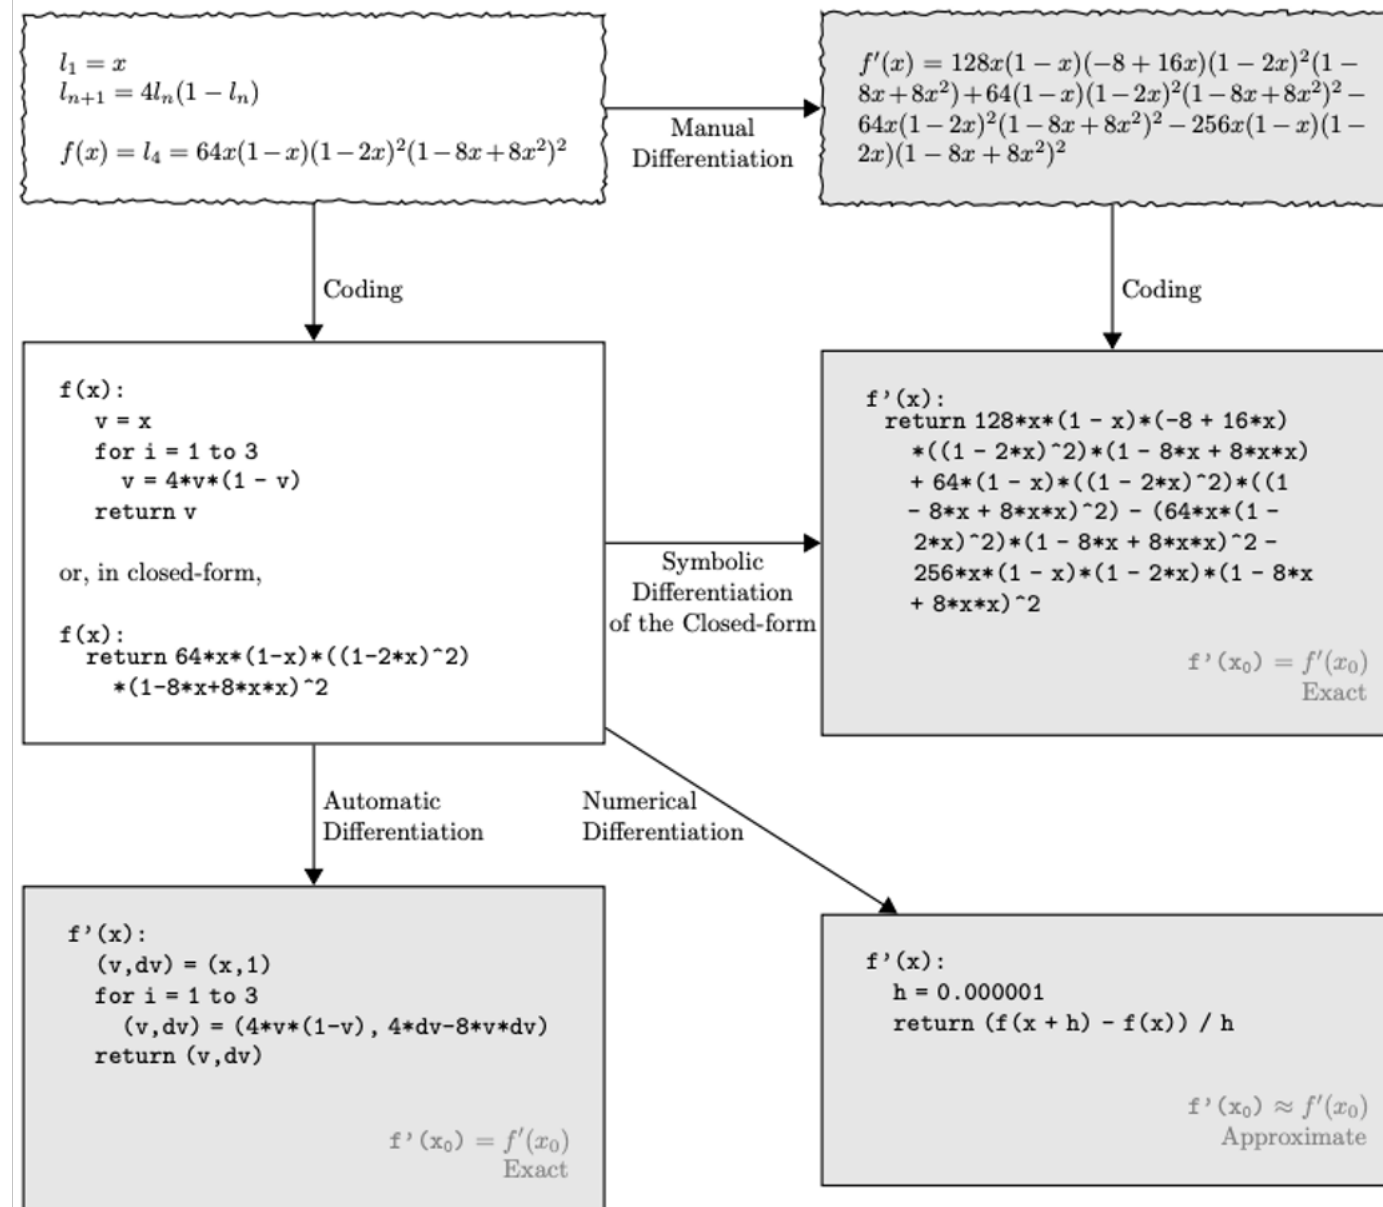 l₁ = x
lₙ₊₁ = 4lₙ(1 − lₙ)
f(x) = l₄ = 64x(1−x)(1−2x)²(1−8x+8x²)²
Manual
Differentiation
f′(x) = 128x(1 − x)(−8 + 16x)(1 − 2x)²(1 −
8x+8x²)+64(1−x)(1−2x)²(1−8x+8x²)² −
64x(1−2x)²(1−8x+8x²)² −256x(1−x)(1−
2x)(1 − 8x + 8x²)²
Coding
Coding
f(x):
v = x
for i = 1 to 3
v = 4*v*(1 - v)
return v
or, in closed-form,
f(x):
return 64*x*(1-x)*((1-2*x)^2)
*(1-8*x+8*x*x)^2
Symbolic
Differentiation
of the Closed-form
f'(x):
return 128*x*(1 - x)*(-8 + 16*x)
*((1 - 2*x)^2)*(1 - 8*x + 8*x*x)
+ 64*(1 - x)*((1 - 2*x)^2)*((1
- 8*x + 8*x*x)^2) - (64*x*(1 -
2*x)^2)*(1 - 8*x + 8*x*x)^2 -
256*x*(1 - x)*(1 - 2*x)*(1 - 8*x
+ 8*x*x)^2
f'(x₀) = f′(x₀)
Exact
Automatic
Differentiation
Numerical
Differentiation
f'(x):
(v,dv) = (x,1)
for i = 1 to 3
(v,dv) = (4*v*(1-v), 4*dv-8*v*dv)
return (v,dv)
f'(x₀) = f′(x₀)
Exact
f'(x):
h = 0.000001
return (f(x + h) - f(x)) / h
f'(x₀) ≈ f′(x₀)
Approximate